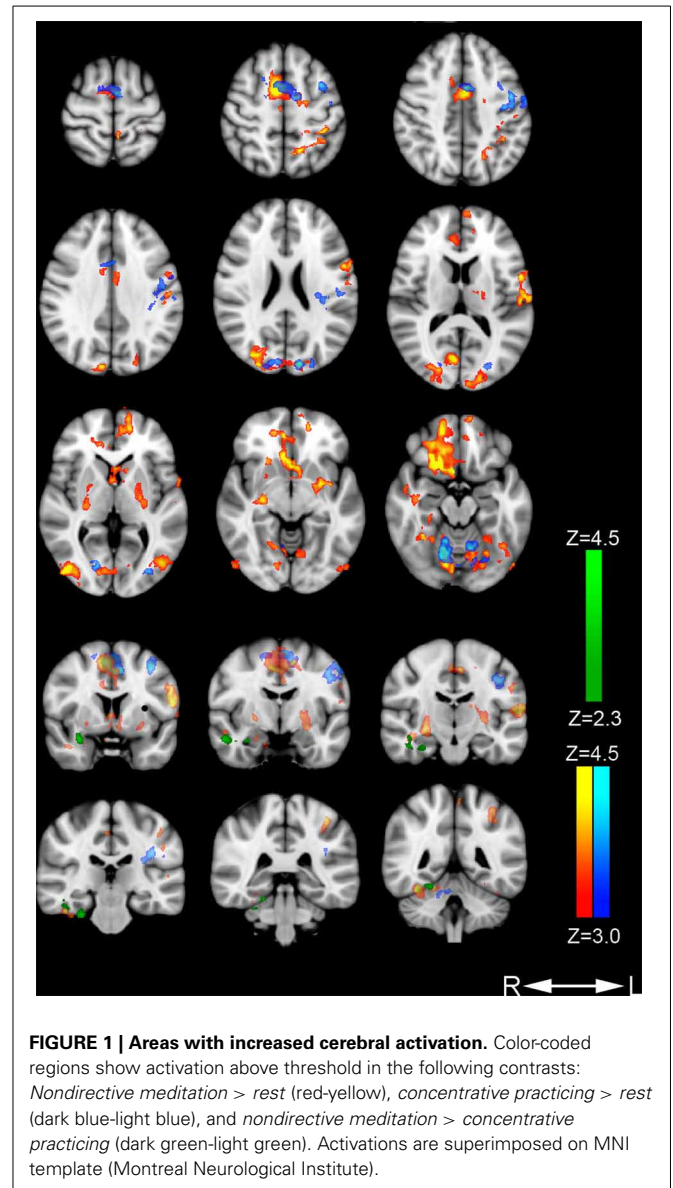 Z=4.5
Z=2.3
Z=4.5
Z=3.0
R L
FIGURE 1 | Areas with increased cerebral activation. Color-coded
regions show activation above threshold in the following contrasts:
Nondirective meditation > rest (red-yellow), concentrative practicing > rest
(dark blue-light blue), and nondirective meditation > concentrative
practicing (dark green-light green). Activations are superimposed on MNI
template (Montreal Neurological Institute).